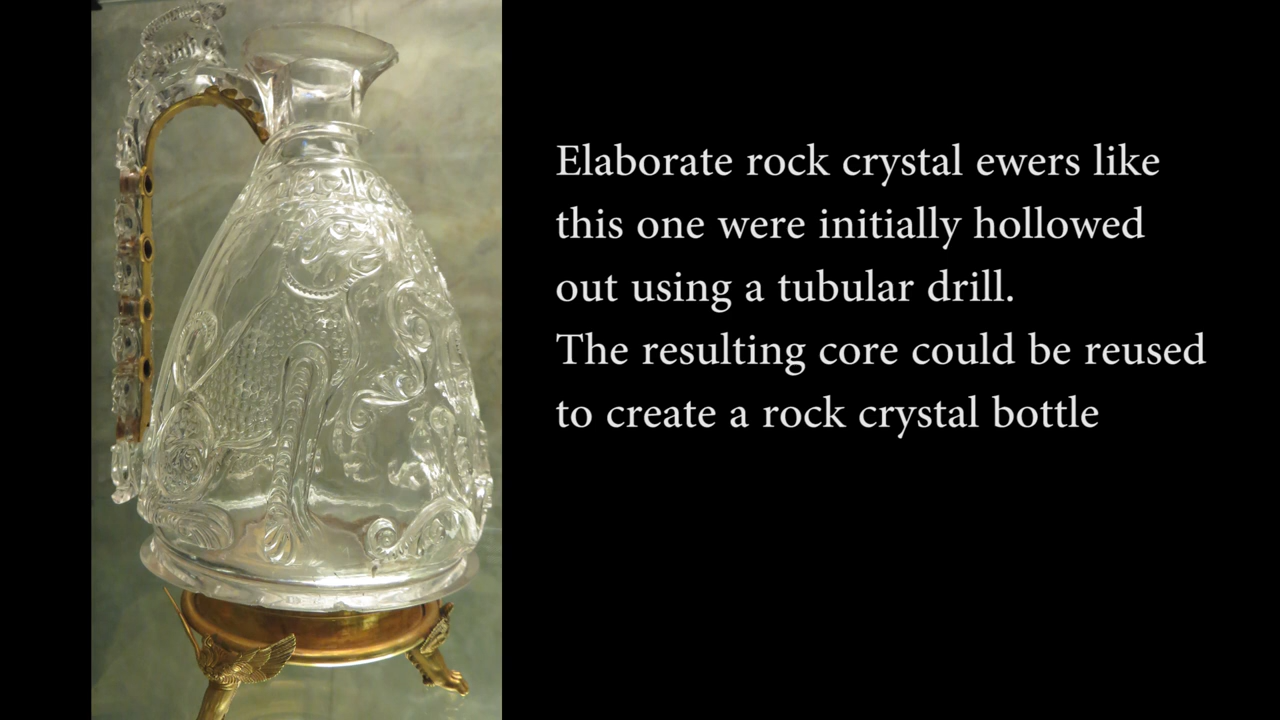 Elaborate rock crystal ewers like
this one were initially hollowed
out using a tubular drill.
The resulting core could be reused
to create a rock crystal bottle